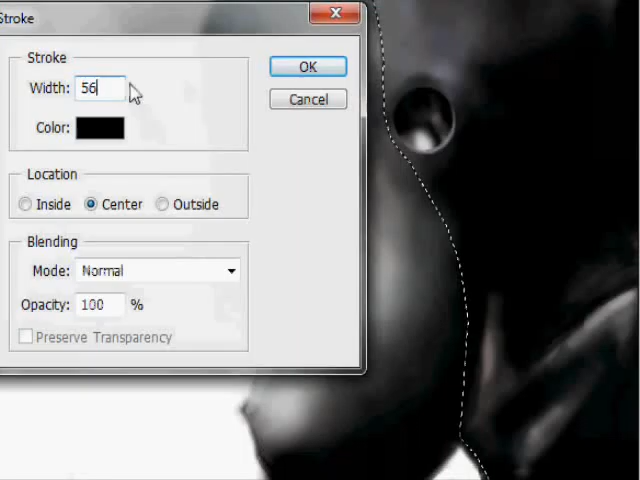 Stroke
Stroke
Width: 56
OK
Color:
Cancel
Location
Inside
Center
Outside
Blending
Mode: Normal
Opacity: 100 %
Preserve Transparency